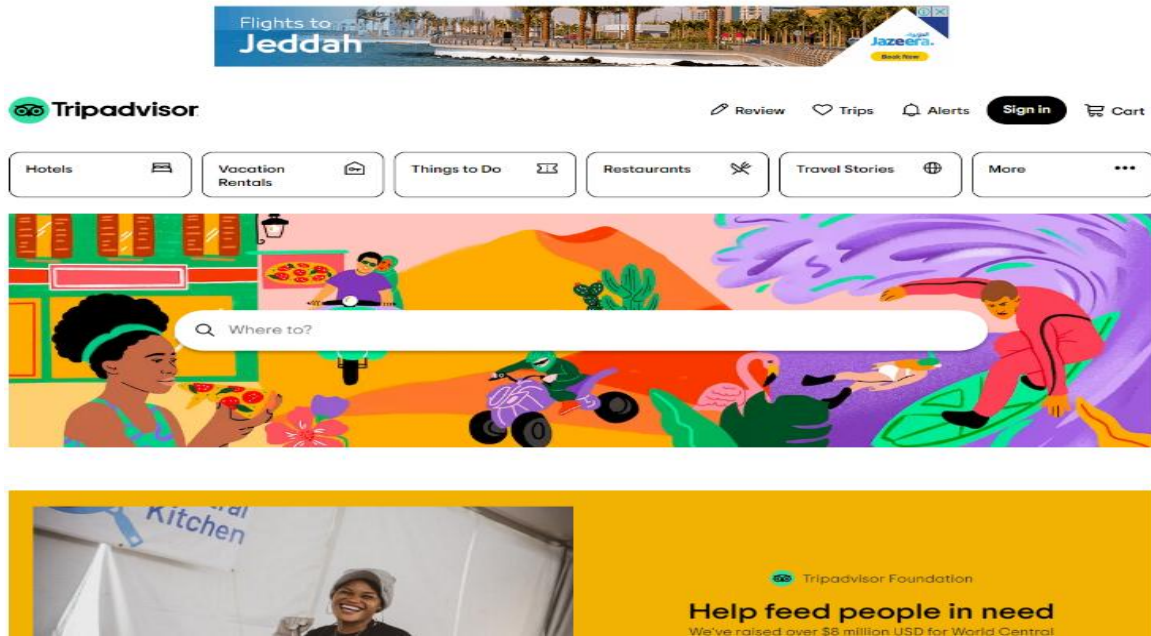 Flights to
Jeddah
Jazeera.
Book Now
Tripadvisor
Review
Trips
Alerts
Sign in
Cart
Hotels
Vacation
Rentals
Things to Do
Restaurants
Travel Stories
More
Where to?
Kitchen
Tripadvisor Foundation
Help feed people in need
We've raised over $8 million USD for World Central